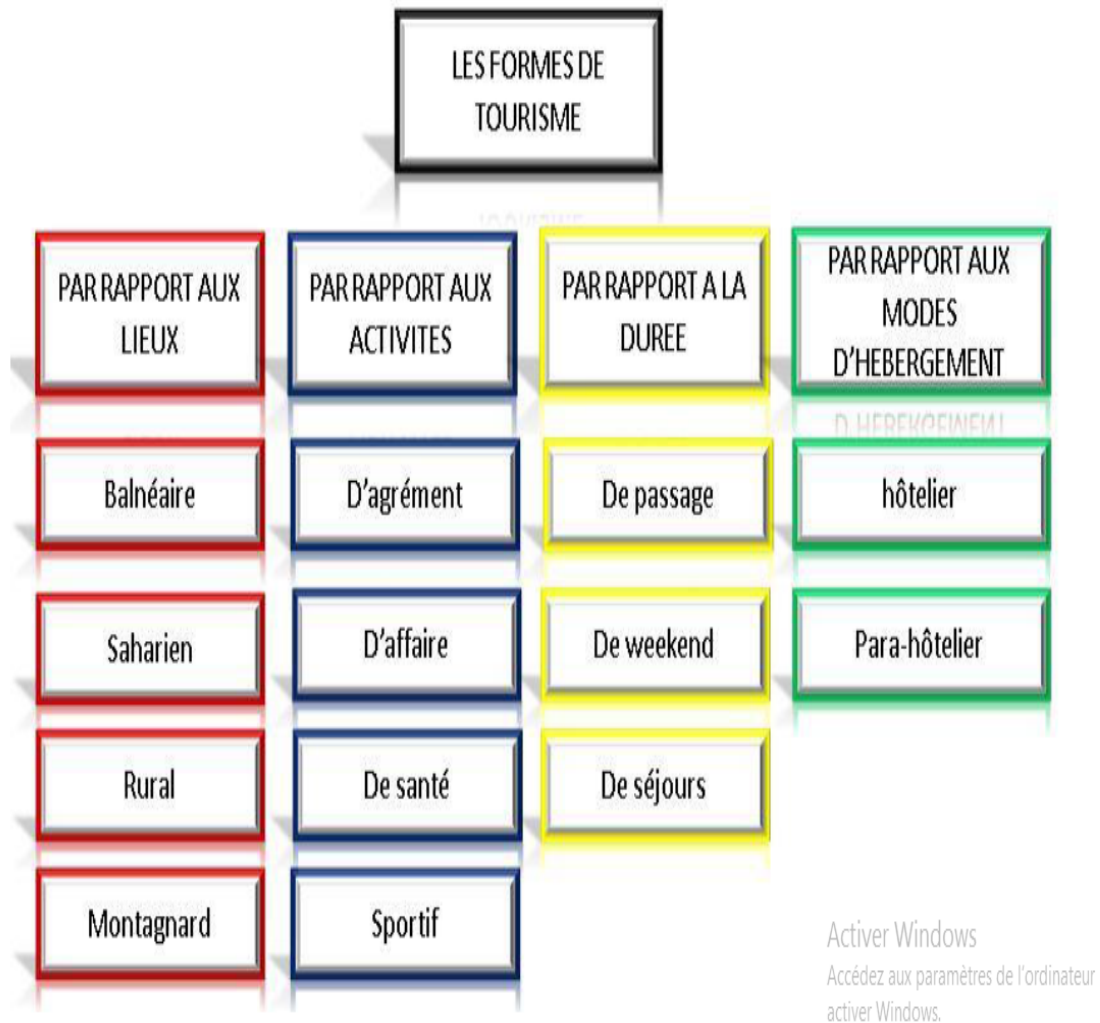 LES FORMES DE
TOURISME
PAR RAPPORT AUX
LIEUX
Balnéaire
Saharien
Rural
Montagnard
PAR RAPPORT AUX
ACTIVITES
D'agrément
D'affaire
De santé
Sportif
PAR RAPPORT A LA
DUREE
De passage
De weekend
De séjours
PAR RAPPORT AUX
MODES
D'HEBERGEMENT
hôtelier
Para-hôtelier
Activer Windows
Accédez aux paramètres de l'ordinateur
activer Windows.